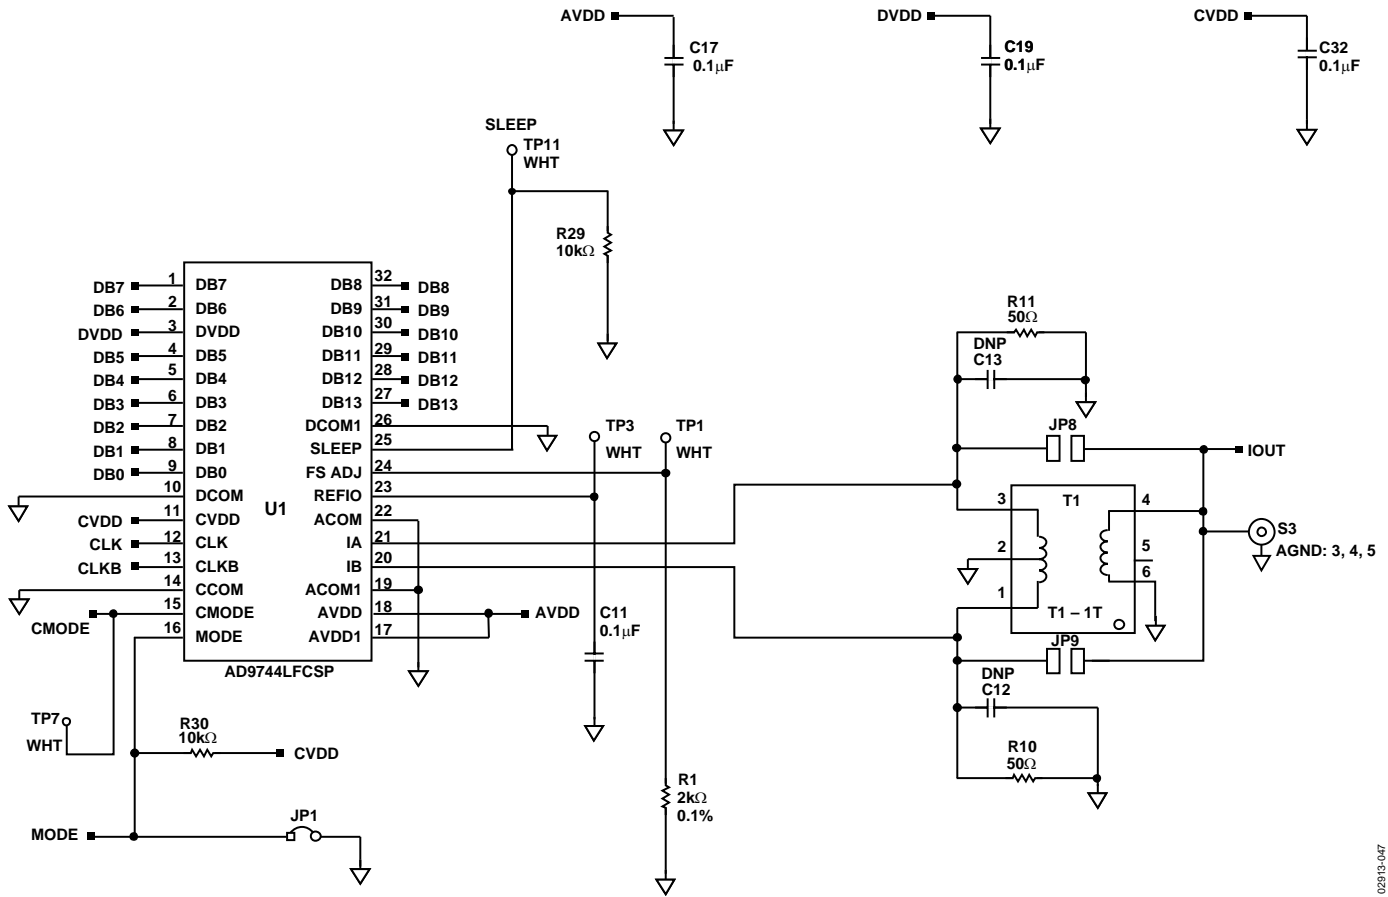 AVDD
C17
0.1μF
DVDD
C19
0.1μF
CVDD
C32
0.1μF
SLEEP
TP11
WHT
R29
10kΩ
DB7
DB6
DVDD
DB5
DB4
DB3
DB2
DB1
DB0
CVDD
CLK
CLKB
CMODE
1
2
3
4
5
6
7
8
9
10
11
12
13
14
15
16
DB7
DB6
DVDD
DB5
DB4
DB3
DB2
DB1
DB0
DCOM
CVDD
CLK
CLKB
CCOM
CMODE
MODE
U1
DB8
DB9
DB10
DB11
DB12
DB13
DCOM1
SLEEP
FS ADJ
REFIO
ACOM
IA
IB
ACOM1
AVDD
AVDD1
32
31
30
29
28
27
26
25
24
23
22
21
20
19
18
17
DB8
DB9
DB10
DB11
DB12
DB13
AVDD
AD9744LFCSP
TP3
WHT
TP1
WHT
C11
0.1μF
R1
2kΩ
0.1%
TP7
WHT
R30
10kΩ
CVDD
MODE
JP1
R11
50Ω
DNP
C13
JP8
IOUT
T1
3
2
1
4
5
6
T1 – 1T
S3
AGND: 3, 4, 5
JP9
DNP
C12
R10
50Ω
02913-047